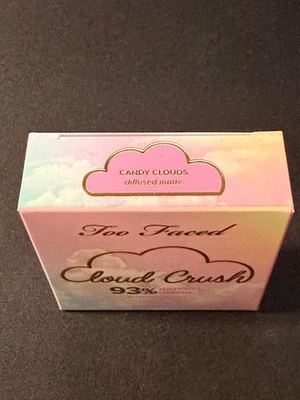 CANDY CLOUDS
diffused matte
Too Faced
Cloud Crush
93%